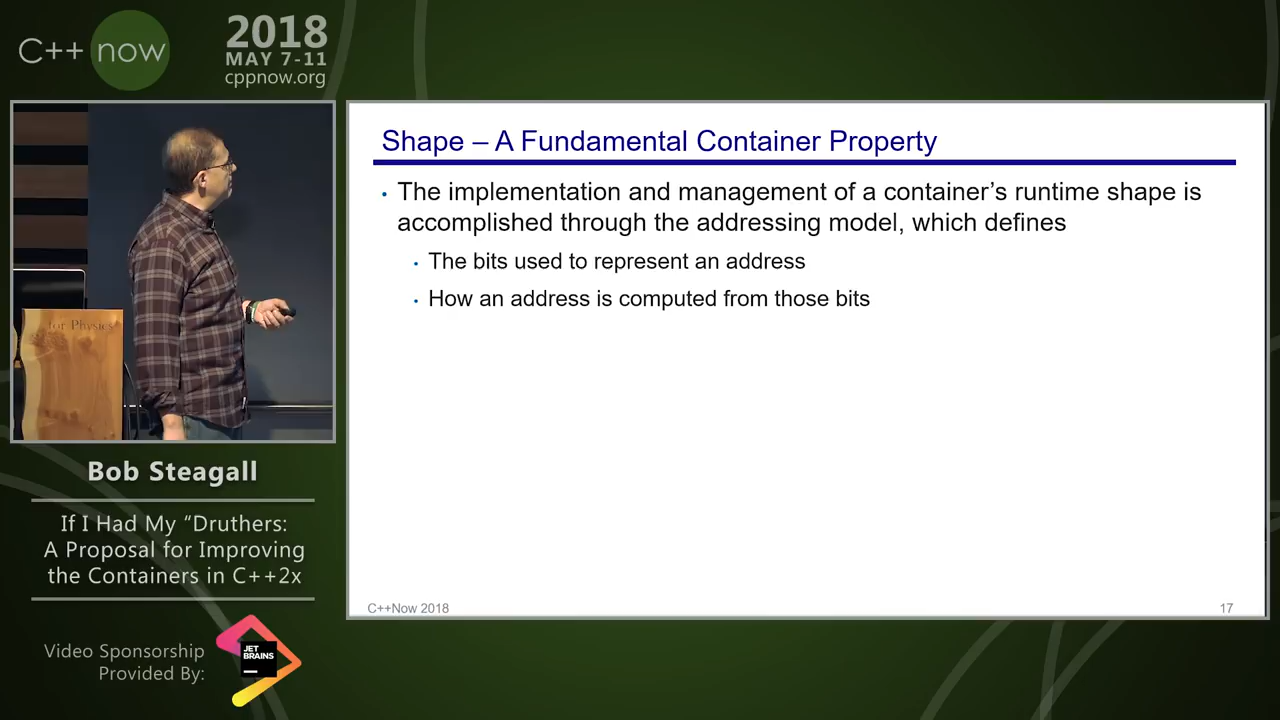 C++ now
2018
MAY 7-11
cppnow.org
for Physics
Bob Steagall
If I Had My “Druthers:
A Proposal for Improving
the Containers in C++2x
Video Sponsorship
Provided By:
JET
BRAINS
Shape – A Fundamental Container Property
• The implementation and management of a container’s runtime shape is
accomplished through the addressing model, which defines
• The bits used to represent an address
• How an address is computed from those bits
C++Now 2018
17